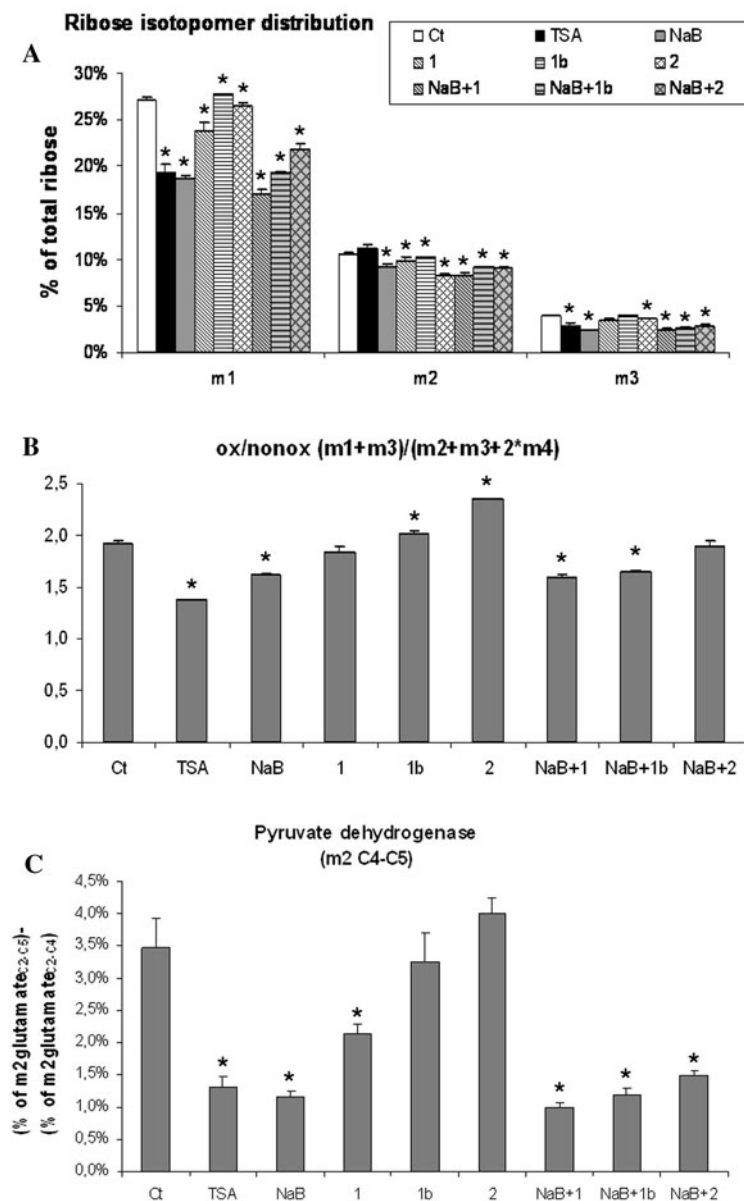 Ribose isotopomer distribution
A
Ct TSA NaB
1 1b 2
NaB+1 NaB+1b NaB+2
% of total ribose
30%
25%
20%
15%
10%
5%
0%
* * * * * * * *
* * * * * * *
* * * * * *
m1 m2 m3
B
ox/nonox (m1+m3)/(m2+m3+2*m4)
2,5
2,0
1,5
1,0
0,5
0,0
* * * * * *
Ct TSA NaB 1 1b 2 NaB+1 NaB+1b NaB+2
C
Pyruvate dehydrogenase
(m2 C4-C5)
(% of m2glutamateC2-C5)-
(% of m2glutamateC2-C4)
4,5%
4,0%
3,5%
3,0%
2,5%
2,0%
1,5%
1,0%
0,5%
0,0%
* * * * * *
Ct TSA NaB 1 1b 2 NaB+1 NaB+1b NaB+2